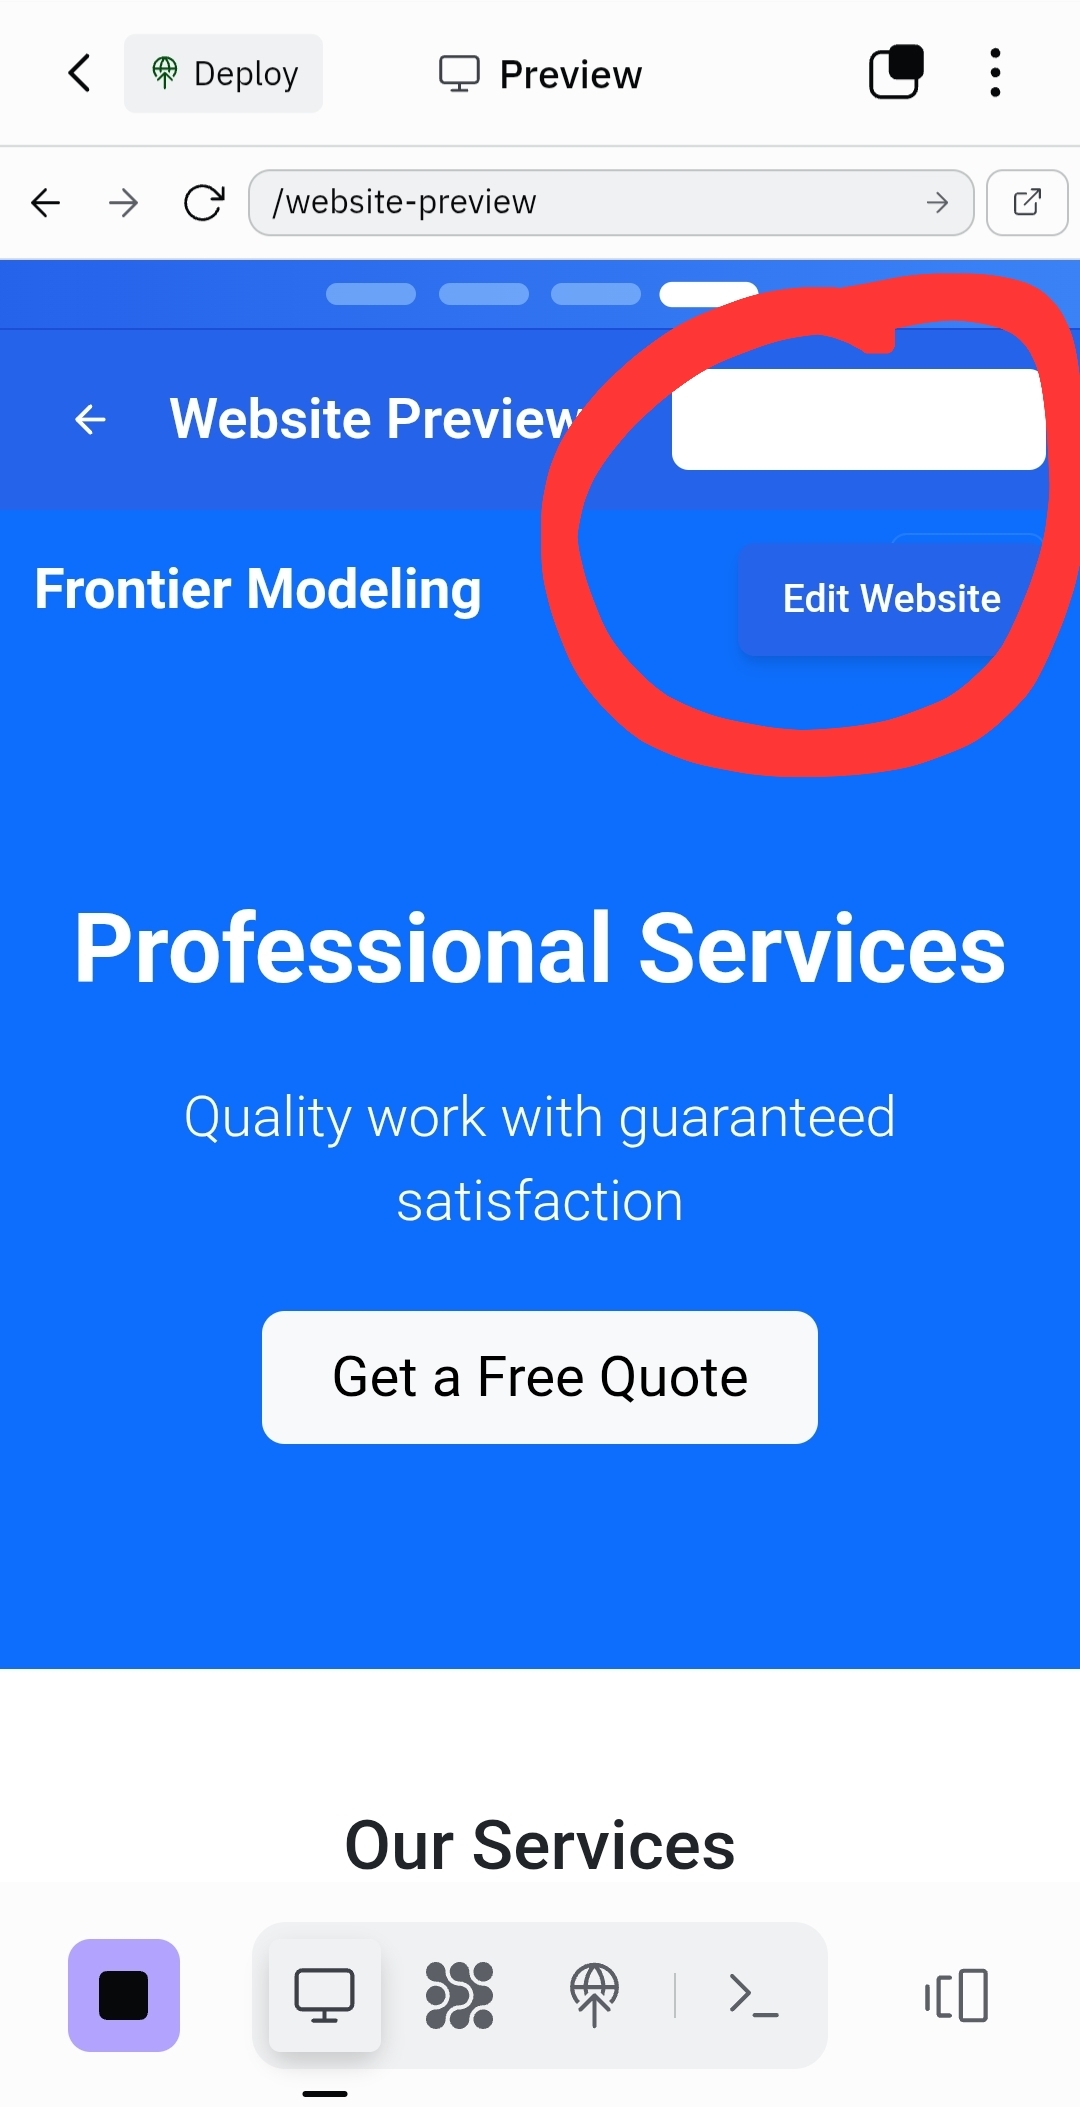 Deploy
Preview
/website-preview
Website Preview
Frontier Modeling
Edit Website
Professional Services
Quality work with guaranteed
satisfaction
Get a Free Quote
Our Services